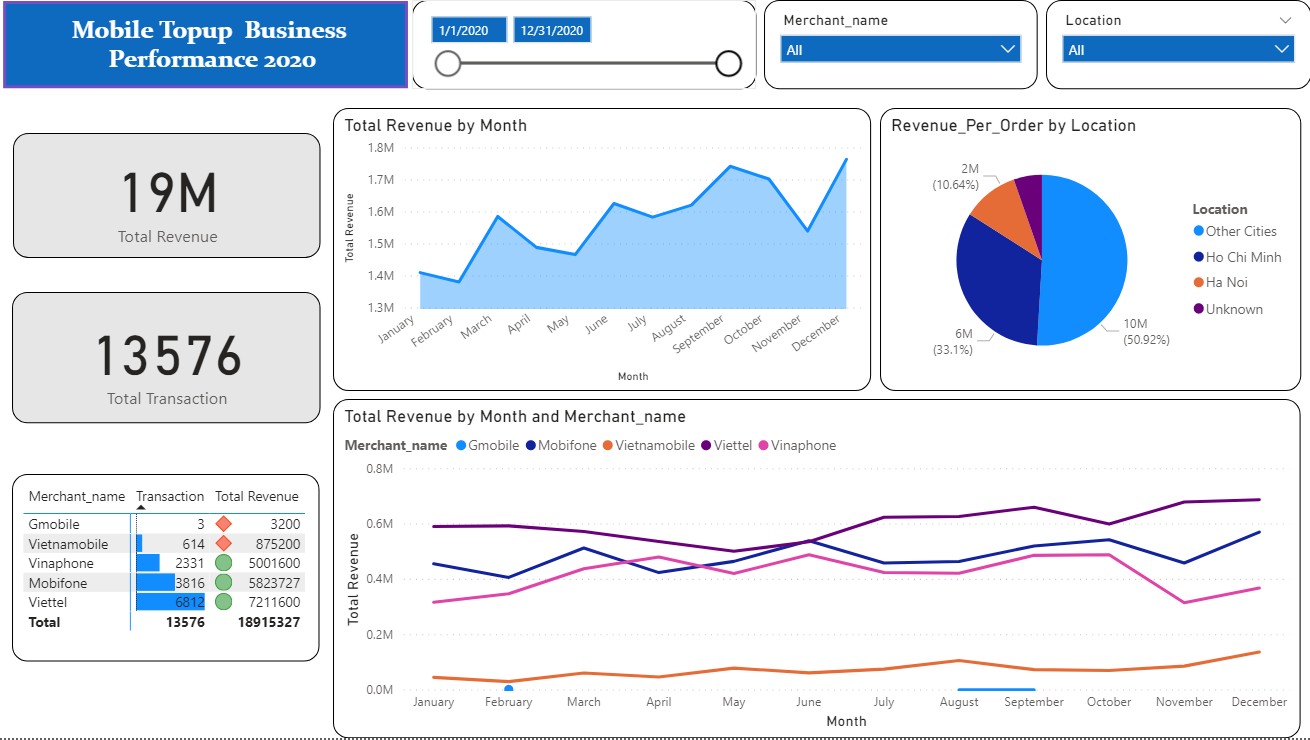 Mobile Topup Business
Performance 2020
1/1/2020
12/31/2020
Merchant_name
All
Location
All
19M
Total Revenue
13576
Total Transaction
Merchant_name Transaction Total Revenue
Gmobile 3 3200
Vietnamobile 614 875200
Vinaphone 2331 5001600
Mobifone 3816 5823727
Viettel 6812 7211600
Total 13576 18915327
Total Revenue by Month
Total Revenue
1.8M
1.7M
1.6M
1.5M
1.4M
1.3M
January
February
March
April
May
June
July
August
September
October
November
December
Month
Revenue_Per_Order by Location
2M
(10.64%)
6M
(33.1%)
10M
(50.92%)
Location
Other Cities
Ho Chi Minh
Ha Noi
Unknown
Total Revenue by Month and Merchant_name
Merchant_name Gmobile Mobifone Vietnamobile Viettel Vinaphone
Total Revenue
0.8M
0.6M
0.4M
0.2M
0.0M
January February March April May June July August September October November December
Month